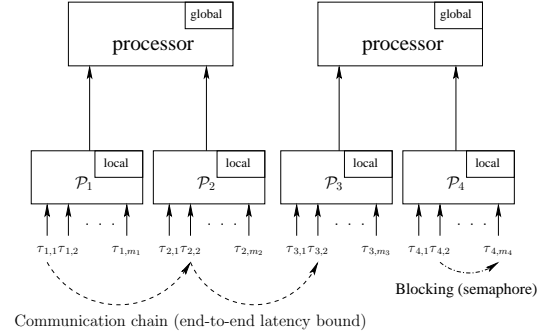 global global
processor processor
local local local local
𝒫₁ 𝒫₂ 𝒫₃ 𝒫₄
τ₁,₁ τ₁,₂ · · · τ₁,ₘ₁ τ₂,₁ τ₂,₂ · · · τ₂,ₘ₂ τ₃,₁ τ₃,₂ · · · τ₃,ₘ₃ τ₄,₁ τ₄,₂ · · · τ₄,ₘ₄
Blocking (semaphore)
Communication chain (end-to-end latency bound)